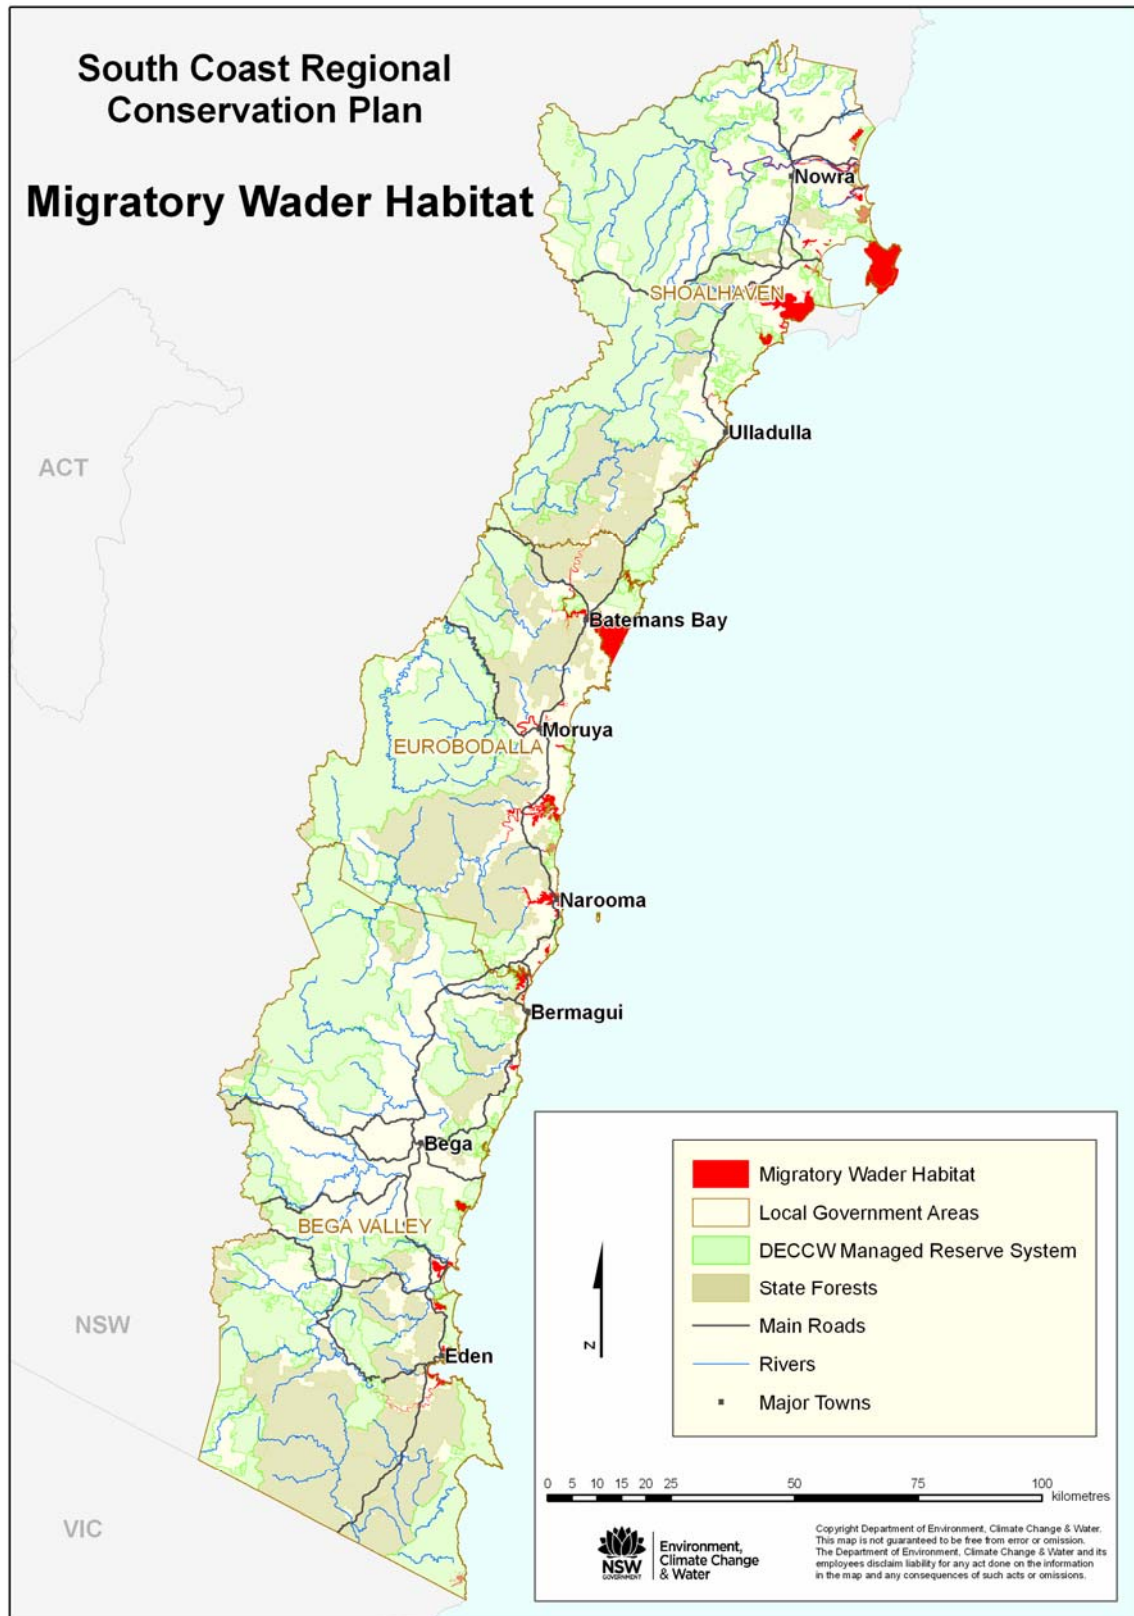 South Coast Regional
Conservation Plan
Migratory Wader Habitat
Nowra
SHOALHAVEN
Ulladulla
ACT
Batemans Bay
Moruya
EUROBODALLA
Narooma
Bermagui
Bega
BEGA VALLEY
NSW
Eden
VIC
Migratory Wader Habitat
Local Government Areas
DECCW Managed Reserve System
State Forests
Main Roads
Rivers
Major Towns
N
0 5 10 15 20 25 50 75 100
kilometres
NSW
GOVERNMENT
Environment,
Climate Change
& Water
Copyright Department of Environment, Climate Change & Water.
This map is not guaranteed to be free from error or omission.
The Department of Environment, Climate Change & Water and its
employees disclaim liability for any act done on the information
in the map and any consequences of such acts or omissions.